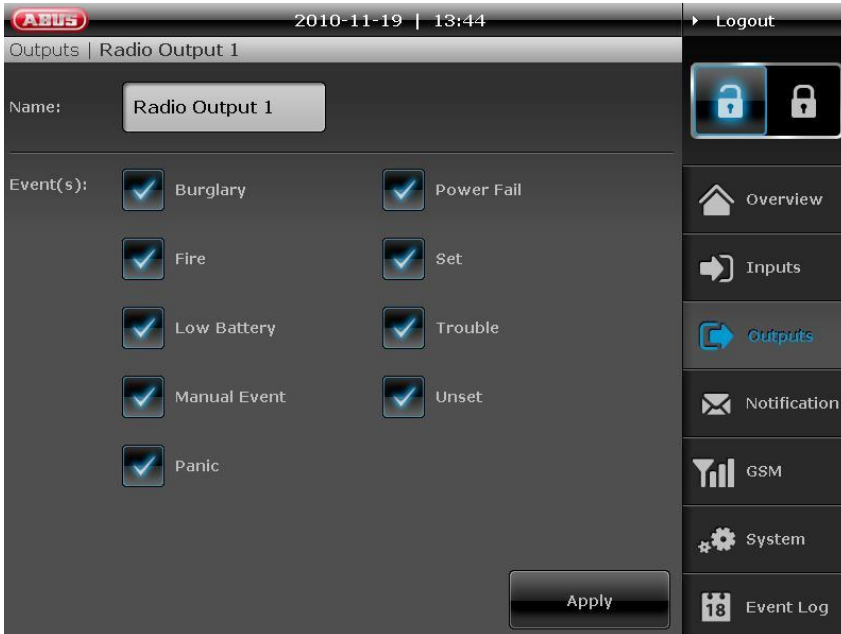 ABUS
2010-11-19 | 13:44
Logout
Outputs | Radio Output 1
Name:
Radio Output 1
Event(s):
Burglary
Power Fail
Fire
Set
Low Battery
Trouble
Manual Event
Unset
Panic
Apply
Overview
Inputs
Outputs
Notification
GSM
System
18
Event Log